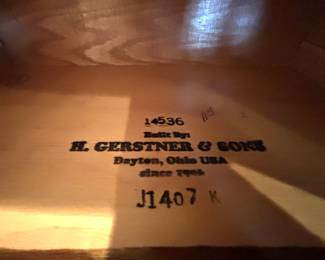 14536
Built By:
H. GERSTNER & SONS
Dayton, Ohio USA
since 1906
J1407 K